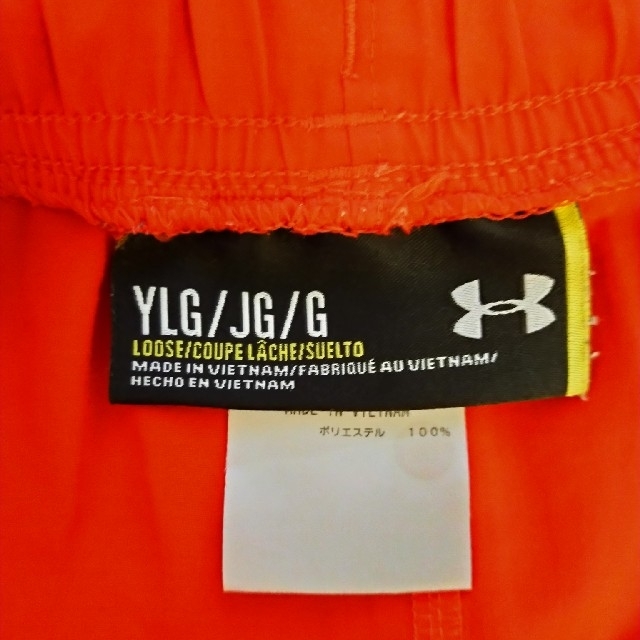 YLG/JG/G
LOOSE/COUPE LÂCHE/SUELTO
MADE IN VIETNAM/FABRIQUÉ AU VIETNAM/
HECHO EN VIETNAM
MADE IN VIETNAM
ポリエステル 100%